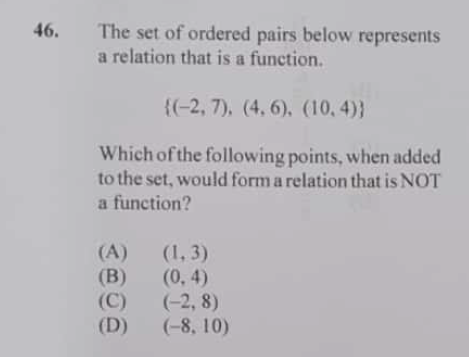 46. The set of ordered pairs below represents
a relation that is a function.
{(−2, 7), (4, 6), (10, 4)}
Which of the following points, when added
to the set, would form a relation that is NOT
a function?
(A) (1, 3)
(B) (0, 4)
(C) (−2, 8)
(D) (−8, 10)